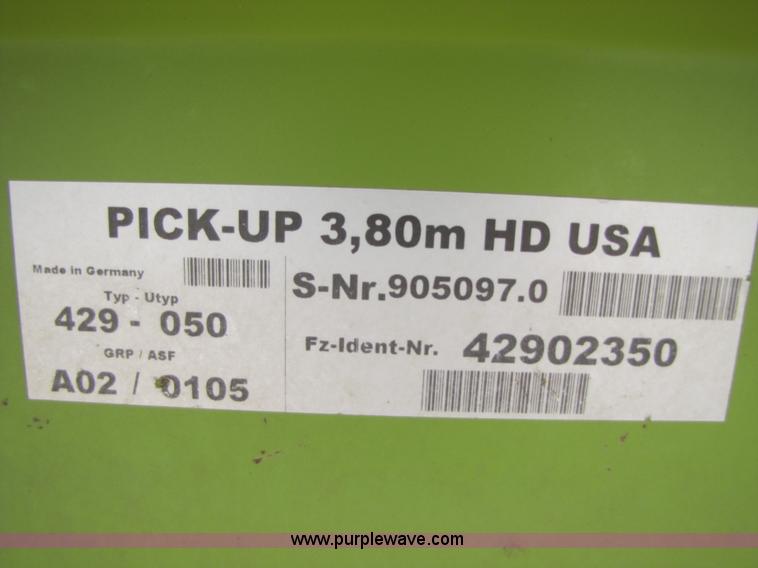 PICK-UP 3,80m HD USA
Made in Germany
Typ - Utyp
429 - 050
GRP / ASF
A02 / 0105
S-Nr.905097.0
Fz-Ident-Nr. 42902350
www.purplewave.com